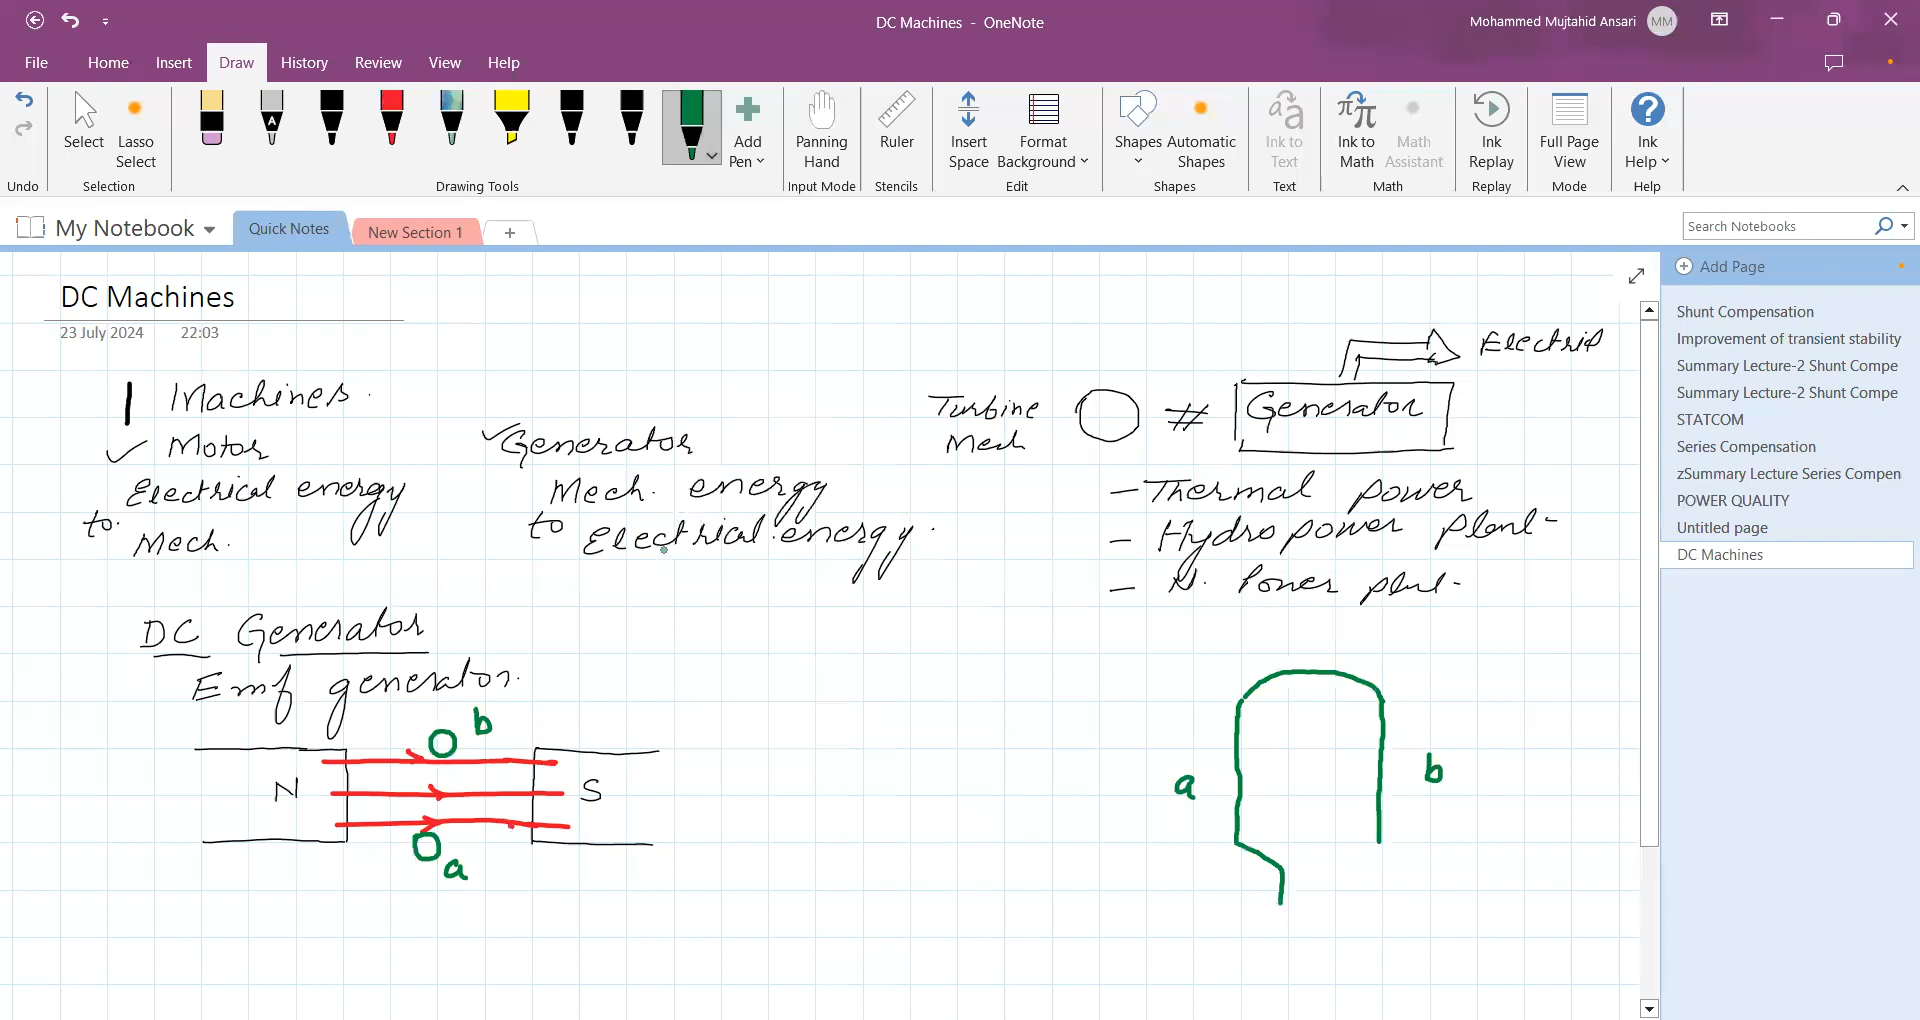 DC Machines - OneNote
Mohammed Mujtahid Ansari
MM
File
Home
Insert
Draw
History
Review
View
Help
Select
Lasso Select
A
Add Pen
Panning Hand
Ruler
Insert Space
Format Background
Shapes
Automatic Shapes
Ink to Text
Ink to Math
Math Assistant
Ink Replay
Full Page View
Ink Help
Undo
Selection
Drawing Tools
Input Mode
Stencils
Edit
Shapes
Text
Math
Replay
Mode
Help
My Notebook
Quick Notes
New Section 1
Search Notebooks
Add Page
Shunt Compensation
Improvement of transient stability
Summary Lecture-2 Shunt Compe
Summary Lecture-2 Shunt Compe
STATCOM
Series Compensation
zSummary Lecture Series Compen
POWER QUALITY
Untitled page
DC Machines
DC Machines
23 July 2024 22:03
Machines.
Motor
Electrical energy
to.
Mech.
Generator
Mech. energy
to Electrical energy.
Turbine
Mech
Generator
- Thermal power
- Hydro power plant-
- N. Power plant-
DC Generator
Emf generator.
b
N
S
a
a
b